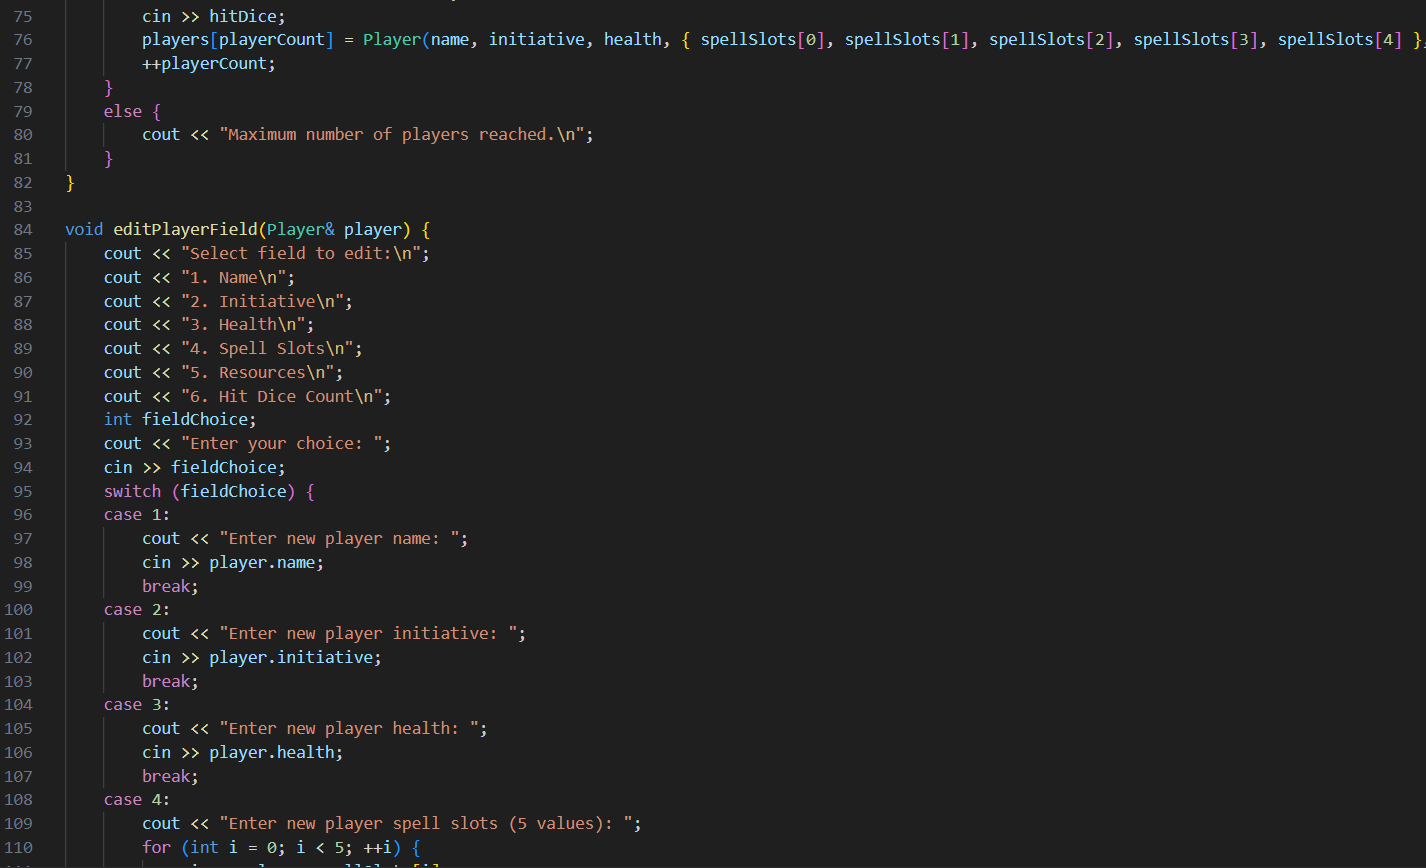 75 cin >> hitDice;
76 players[playerCount] = Player(name, initiative, health, { spellSlots[0], spellSlots[1], spellSlots[2], spellSlots[3], spellSlots[4] },
77 ++playerCount;
78 }
79 else {
80 cout << "Maximum number of players reached.\n";
81 }
82 }
83
84 void editPlayerField(Player& player) {
85 cout << "Select field to edit:\n";
86 cout << "1. Name\n";
87 cout << "2. Initiative\n";
88 cout << "3. Health\n";
89 cout << "4. Spell Slots\n";
90 cout << "5. Resources\n";
91 cout << "6. Hit Dice Count\n";
92 int fieldChoice;
93 cout << "Enter your choice: ";
94 cin >> fieldChoice;
95 switch (fieldChoice) {
96 case 1:
97 cout << "Enter new player name: ";
98 cin >> player.name;
99 break;
100 case 2:
101 cout << "Enter new player initiative: ";
102 cin >> player.initiative;
103 break;
104 case 3:
105 cout << "Enter new player health: ";
106 cin >> player.health;
107 break;
108 case 4:
109 cout << "Enter new player spell slots (5 values): ";
110 for (int i = 0; i < 5; ++i) {